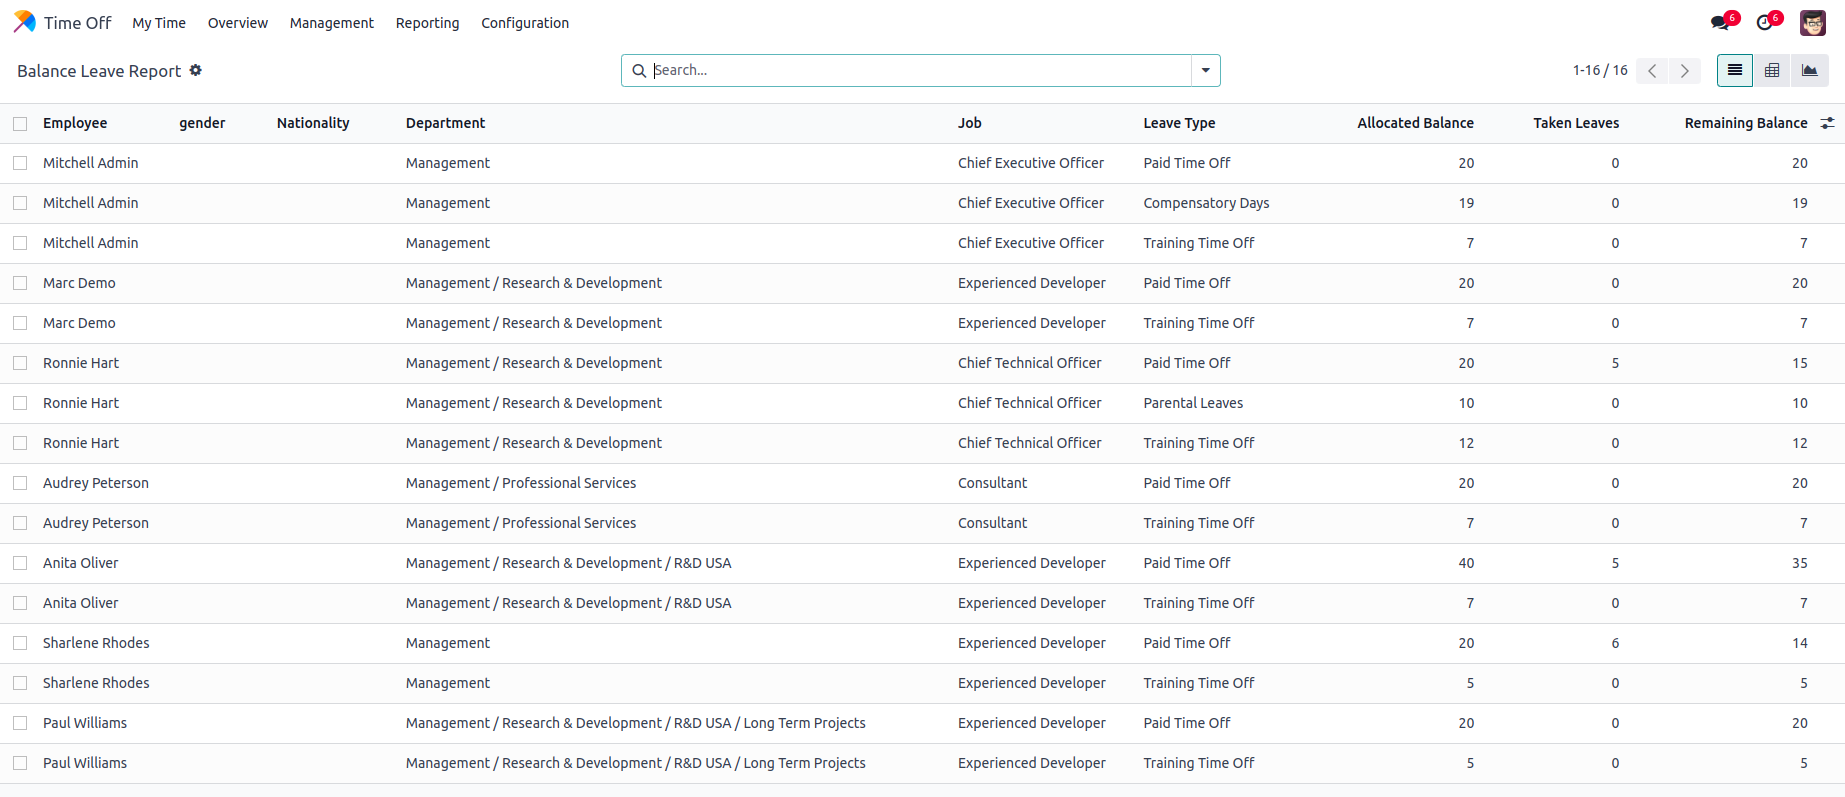 Time Off My Time Overview Management Reporting Configuration 6 6
Balance Leave Report Search... 1-16 / 16
Employee gender Nationality Department Job Leave Type Allocated Balance Taken Leaves Remaining Balance
Mitchell Admin Management Chief Executive Officer Paid Time Off 20 0 20
Mitchell Admin Management Chief Executive Officer Compensatory Days 19 0 19
Mitchell Admin Management Chief Executive Officer Training Time Off 7 0 7
Marc Demo Management / Research & Development Experienced Developer Paid Time Off 20 0 20
Marc Demo Management / Research & Development Experienced Developer Training Time Off 7 0 7
Ronnie Hart Management / Research & Development Chief Technical Officer Paid Time Off 20 5 15
Ronnie Hart Management / Research & Development Chief Technical Officer Parental Leaves 10 0 10
Ronnie Hart Management / Research & Development Chief Technical Officer Training Time Off 12 0 12
Audrey Peterson Management / Professional Services Consultant Paid Time Off 20 0 20
Audrey Peterson Management / Professional Services Consultant Training Time Off 7 0 7
Anita Oliver Management / Research & Development / R&D USA Experienced Developer Paid Time Off 40 5 35
Anita Oliver Management / Research & Development / R&D USA Experienced Developer Training Time Off 7 0 7
Sharlene Rhodes Management Experienced Developer Paid Time Off 20 6 14
Sharlene Rhodes Management Experienced Developer Training Time Off 5 0 5
Paul Williams Management / Research & Development / R&D USA / Long Term Projects Experienced Developer Paid Time Off 20 0 20
Paul Williams Management / Research & Development / R&D USA / Long Term Projects Experienced Developer Training Time Off 5 0 5